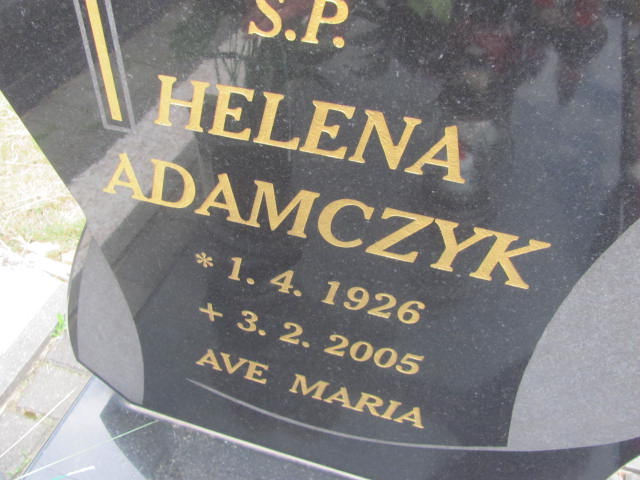 S.P.
HELENA
ADAMCZYK
* 1. 4. 1926
+ 3. 2. 2005
AVE MARIA